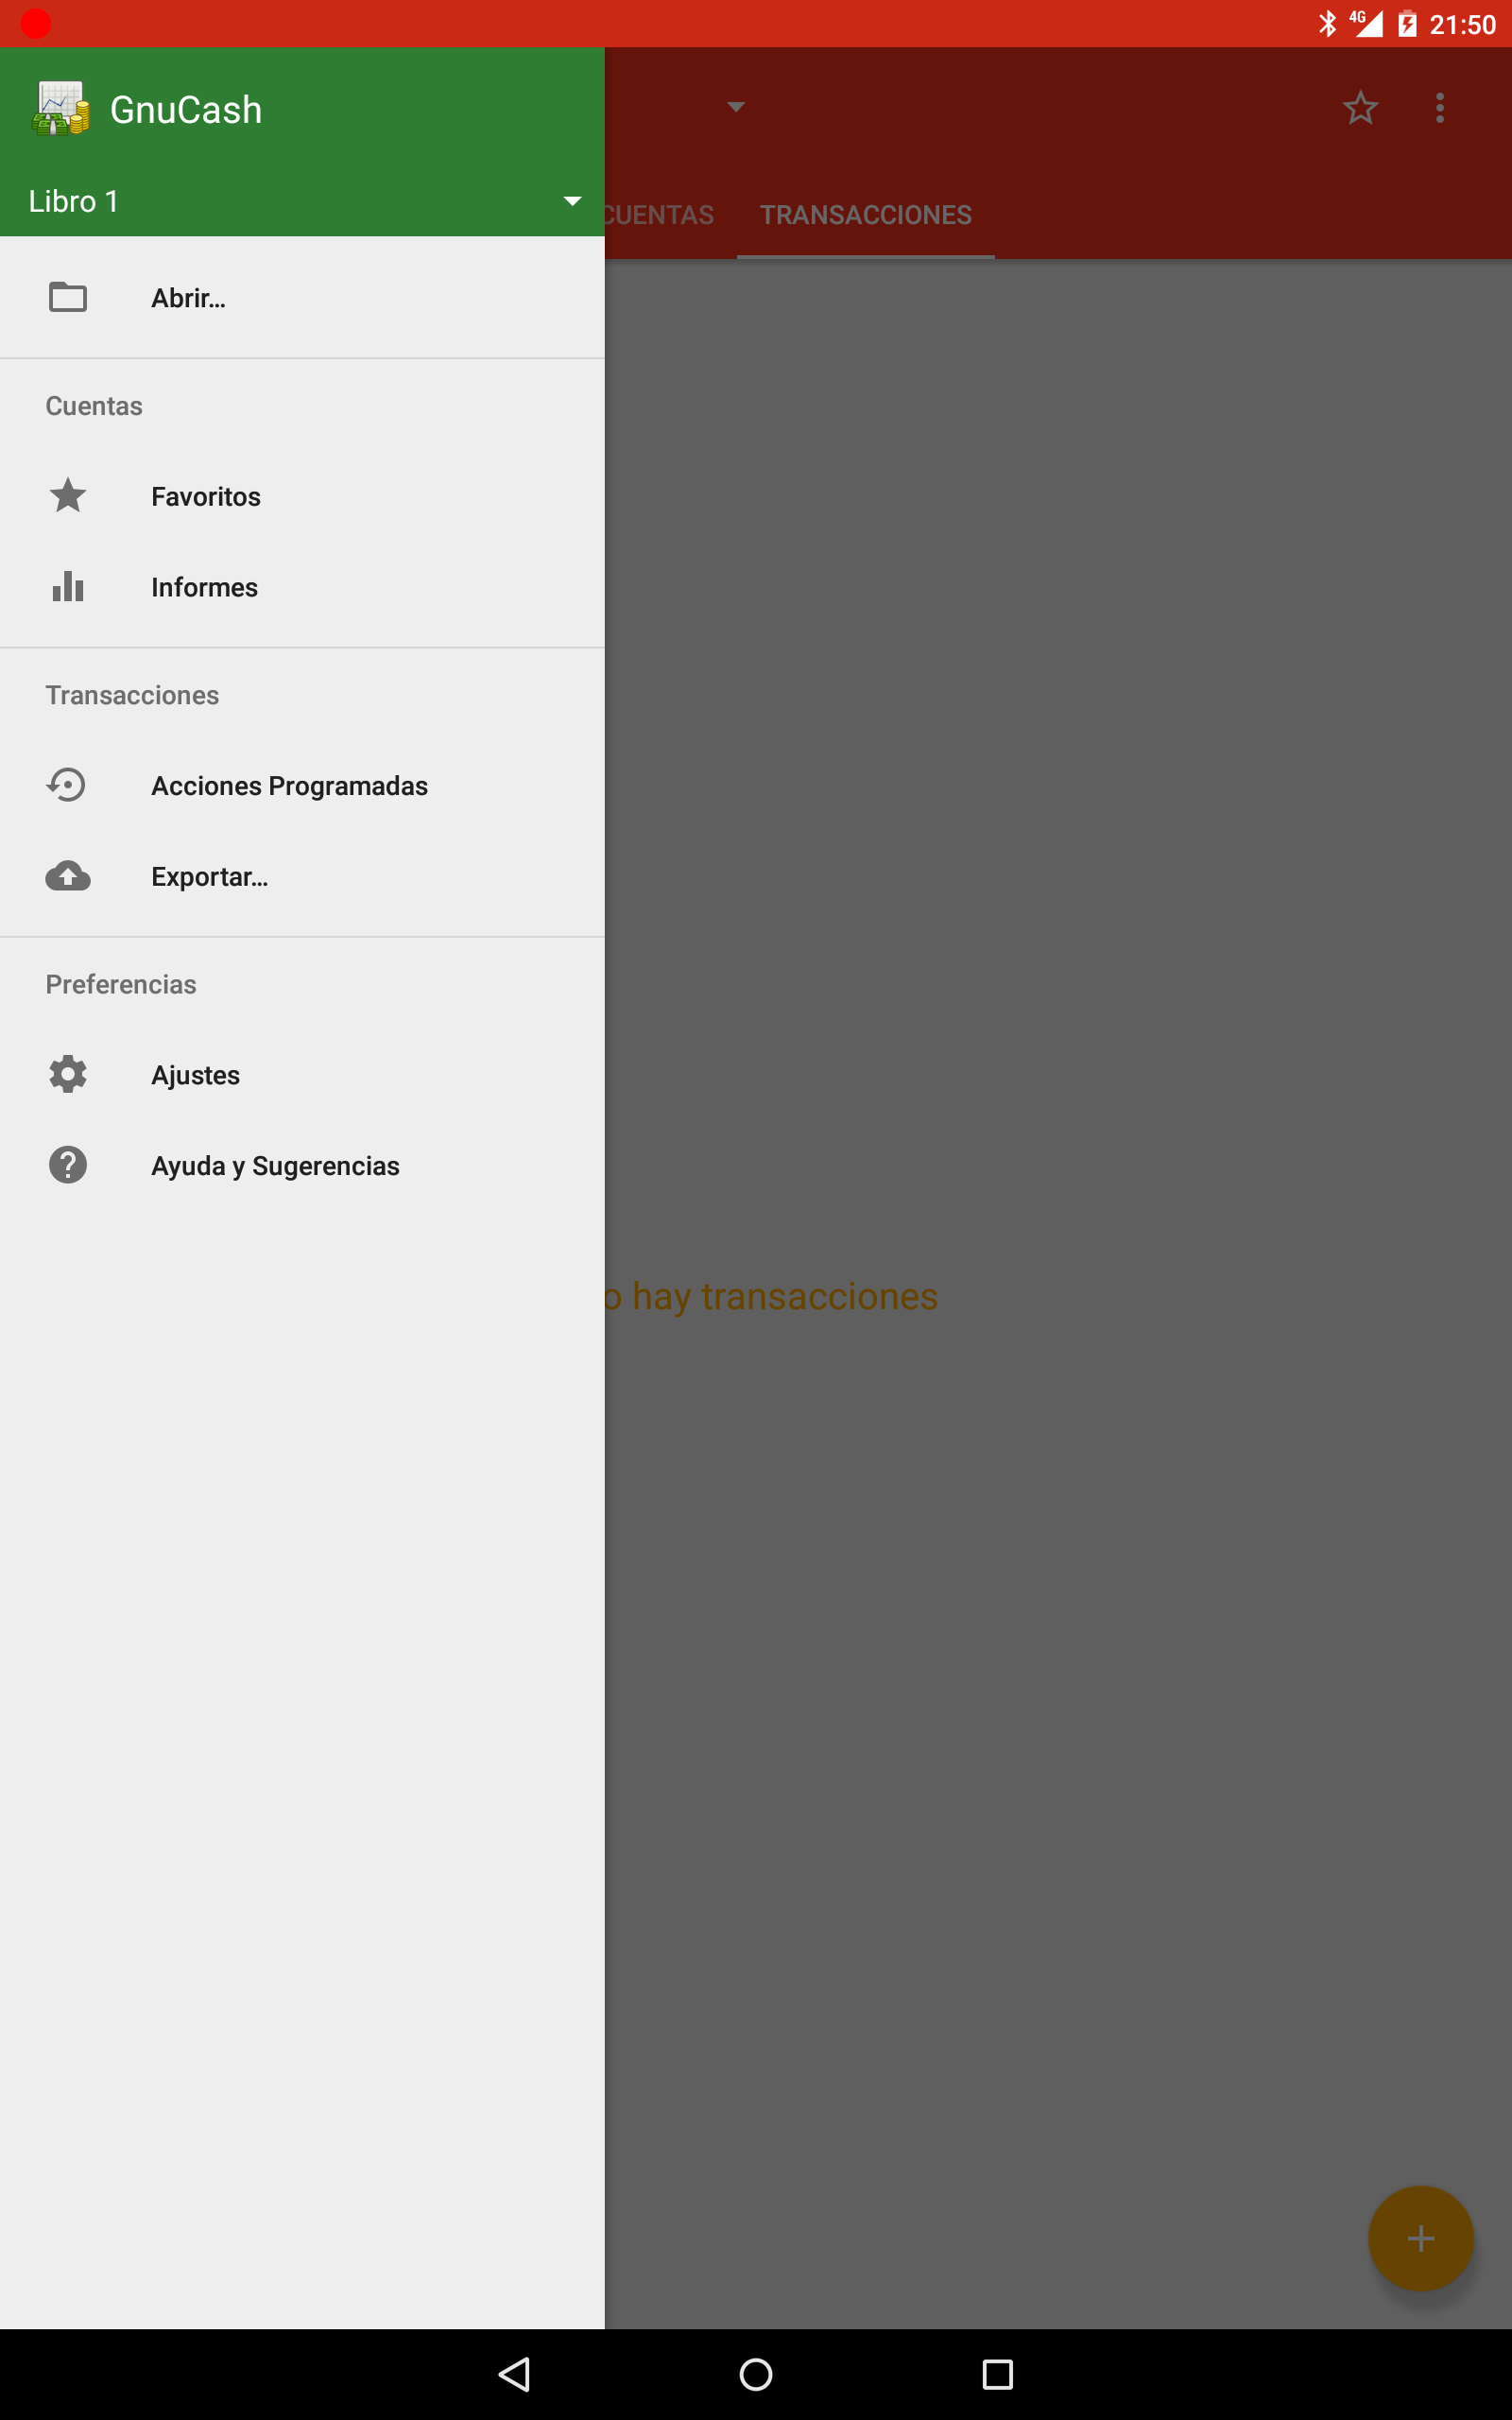 4G 21:50
GnuCash
Libro 1
CUENTAS TRANSACCIONES
Abrir...
Cuentas
Favoritos
Informes
Transacciones
Acciones Programadas
Exportar...
Preferencias
Ajustes
Ayuda y Sugerencias
o hay transacciones